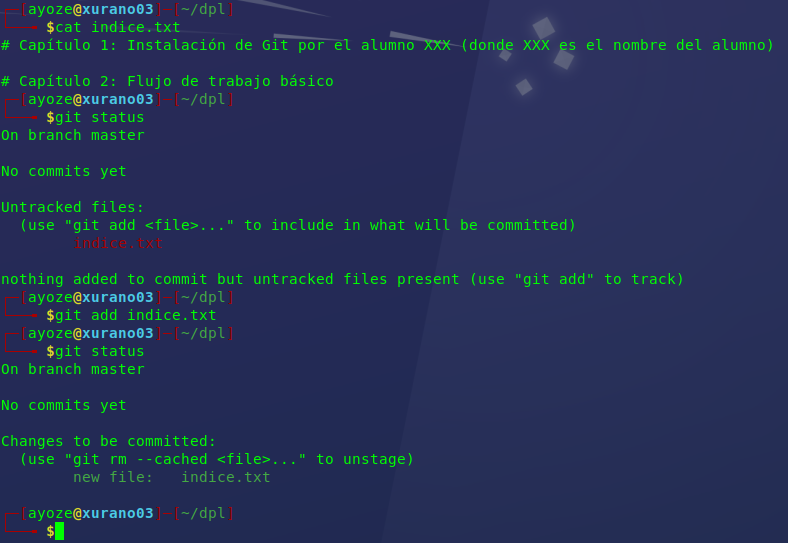 [ayoze@xurano03] [~/dpl]
$cat indice.txt
# Capítulo 1: Instalación de Git por el alumno XXX (donde XXX es el nombre del alumno)
# Capitulo 2: Flujo de trabajo básico
[ayoze@xurano03] [~/dpl]
$git status
On branch master
No commits yet
Untracked files:
(use "git add <file>..." to include in what will be committed)
indice.txt
nothing added to commit but untracked files present (use "git add" to track)
[ayoze@xurano03] [~/dpl]
$git add indice.txt
[ayoze@xurano03] [~/dpl]
$git status
On branch master
No commits yet
Changes to be committed:
(use "git rm --cached <file>..." to unstage)
new file:   indice.txt
[ayoze@xurano03] [~/dpl]
$